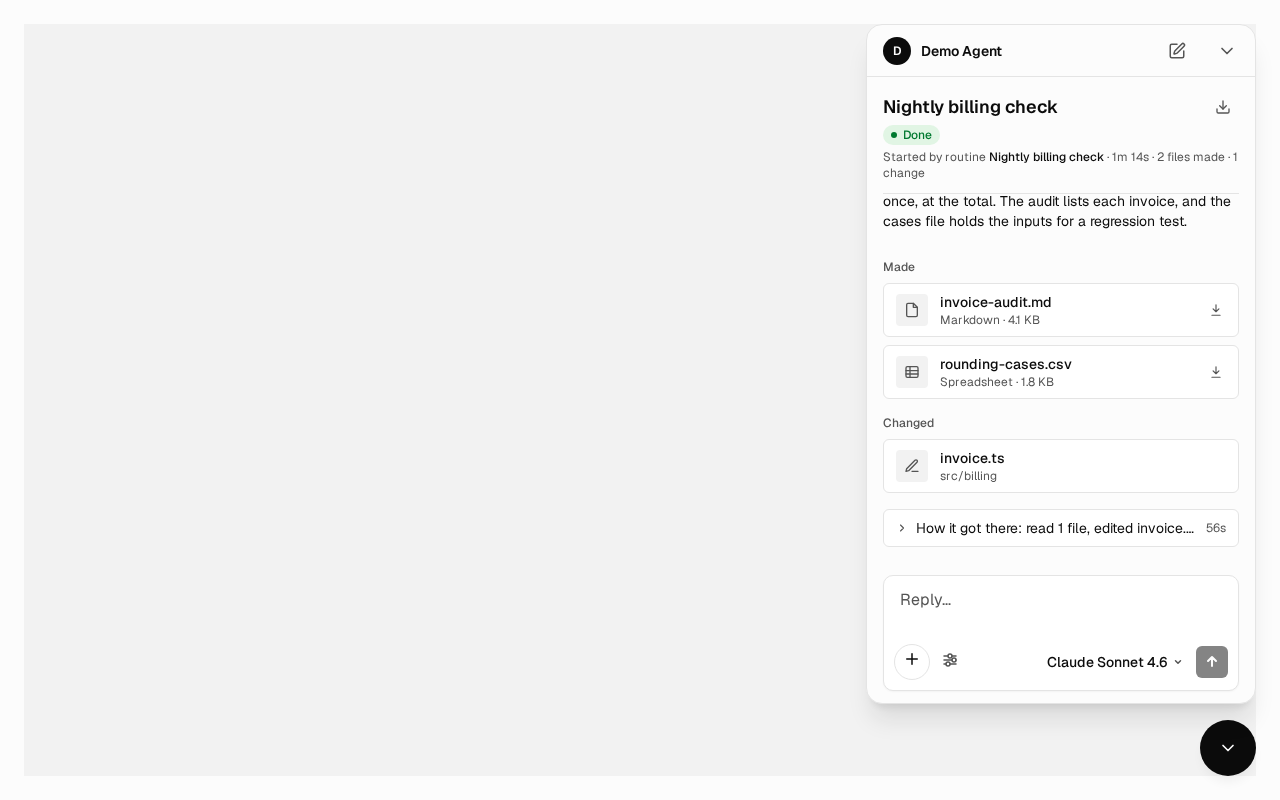 D
Demo Agent
Nightly billing check
Done
Started by routine Nightly billing check · 1m 14s · 2 files made · 1
change
once, at the total. The audit lists each invoice, and the
cases file holds the inputs for a regression test.
Made
invoice-audit.md
Markdown · 4.1 KB
rounding-cases.csv
Spreadsheet · 1.8 KB
Changed
invoice.ts
src/billing
How it got there: read 1 file, edited invoice.... 56s
Reply...
Claude Sonnet 4.6